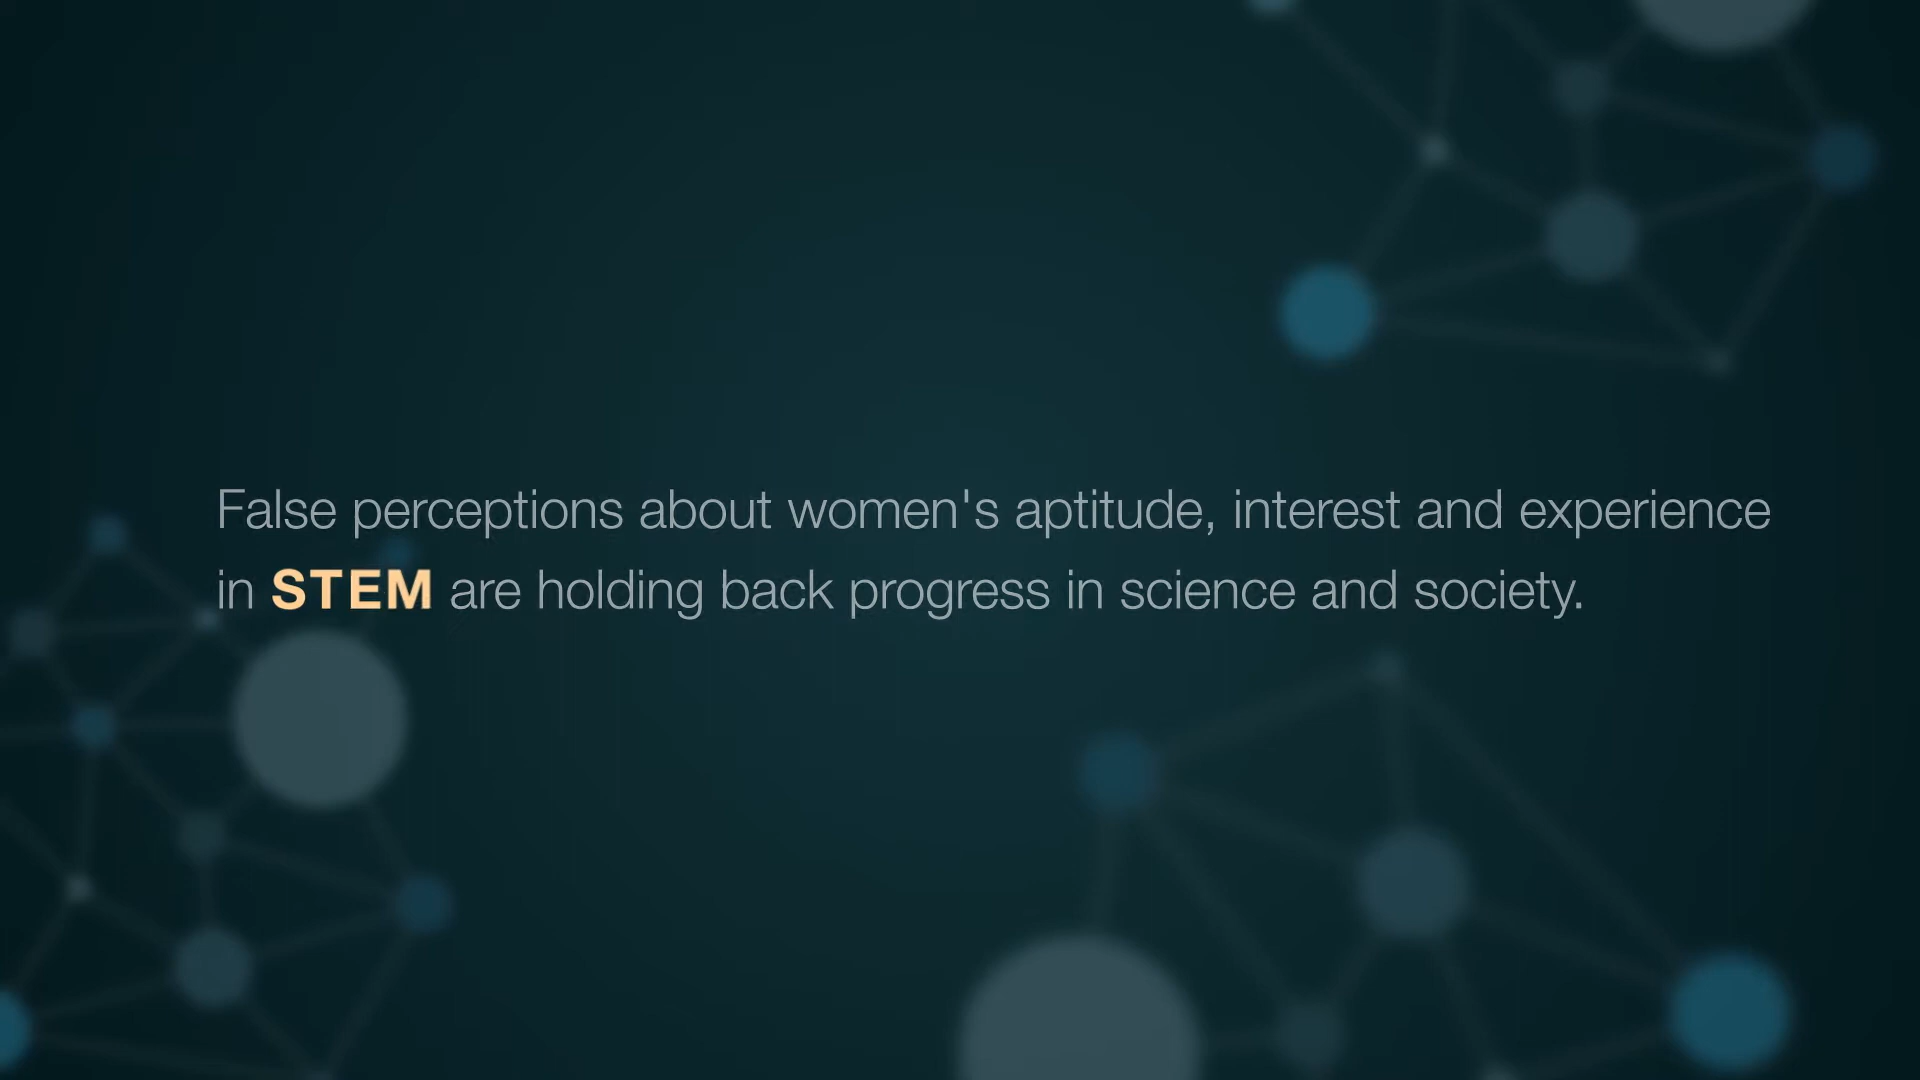 False perceptions about women's aptitude, interest and experience
in STEM are holding back progress in science and society.